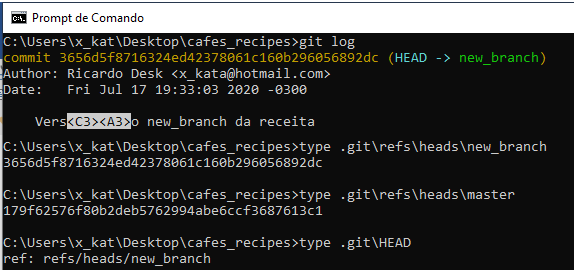 Prompt de Comando
C:\Users\x_kat\Desktop\cafes_recipes>git log
commit 3656d5f8716324ed42378061c160b296056892dc (HEAD -> new_branch)
Author: Ricardo Desk <x_kata@hotmail.com>
Date:   Fri Jul 17 19:33:03 2020 -0300
    Vers<C3><A3>o new_branch da receita
C:\Users\x_kat\Desktop\cafes_recipes>type .git\refs\heads\new_branch
3656d5f8716324ed42378061c160b296056892dc
C:\Users\x_kat\Desktop\cafes_recipes>type .git\refs\heads\master
179f62576f80b2deb5762994abe6ccf3687613c1
C:\Users\x_kat\Desktop\cafes_recipes>type .git\HEAD
ref: refs/heads/new_branch